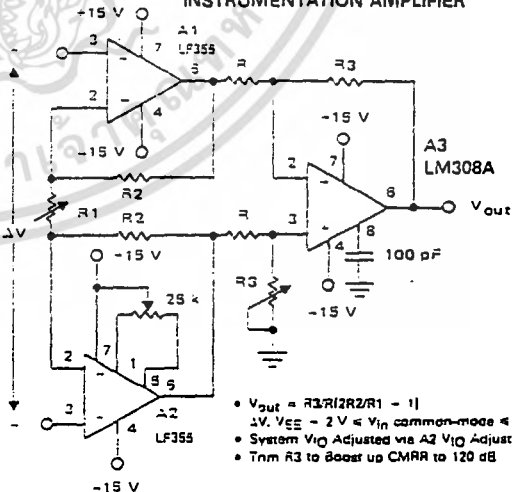 INSTRUMENTATION AMPLIFIER
-15 V
A1
LF355
3
7
6
2
4
-15 V
R
R3
-15 V
A3
LM308A
2
7
6
Vout
3
4
8
100 pF
-15 V
R2
R1
ΔV
R2
R
R3
-15 V
25 k
7
1
5
6
2
3
4
A2
LF355
-15 V
• Vout = R3/R[2R2/R1 - 1]
ΔV, VEE - 2 V ≤ Vin common-mode ≤
• System VIO Adjusted via A2 VIO Adjust
• Trim R3 to Boost up CMRR to 120 dB